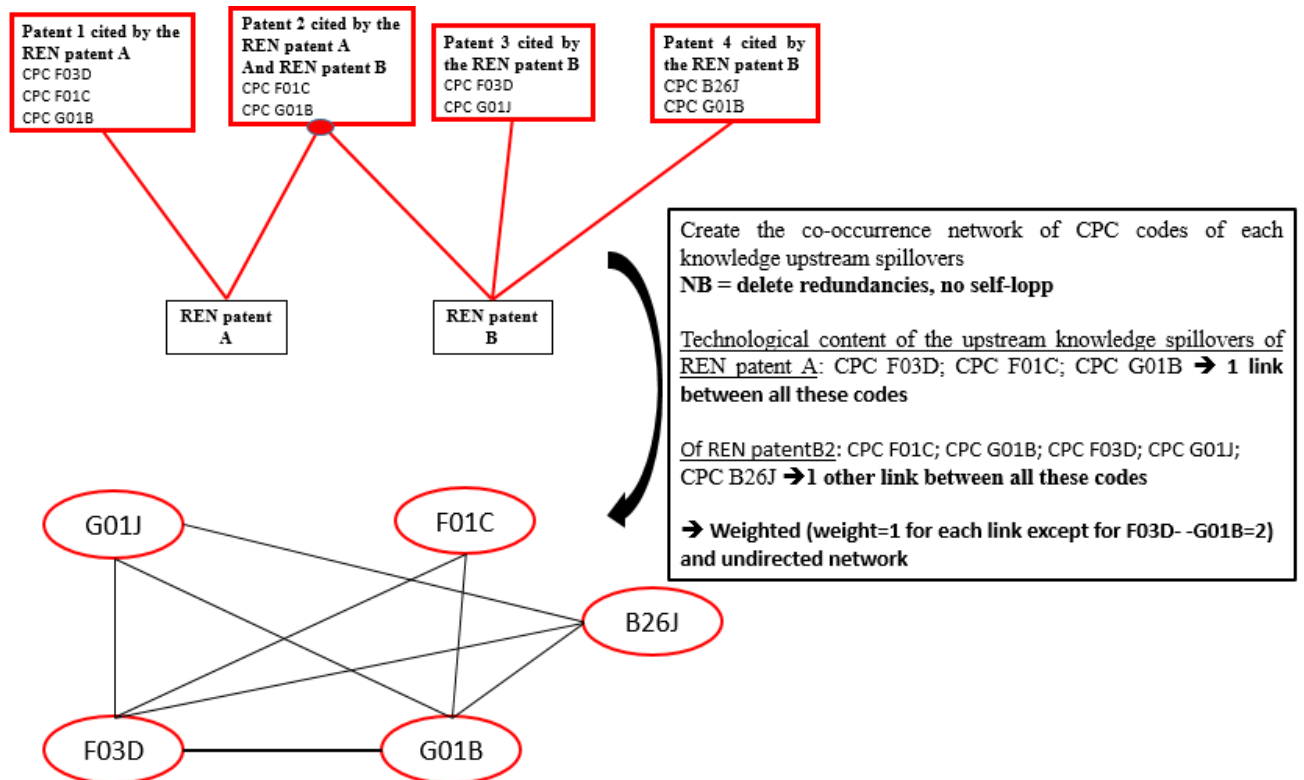 Patent 1 cited by the
REN patent A
CPC F03D
CPC F01C
CPC G01B
Patent 2 cited by the
REN patent A
And REN patent B
CPC F01C
CPC G01B
Patent 3 cited by
the REN patent B
CPC F03D
CPC G01J
Patent 4 cited by
the REN patent B
CPC B26J
CPC G01B
REN patent
A
REN patent
B
Create the co-occurrence network of CPC codes of each
knowledge upstream spillovers
NB = delete redundancies, no self-lopp
Technological content of the upstream knowledge spillovers of
REN patent A: CPC F03D; CPC F01C; CPC G01B ➔ 1 link
between all these codes
Of REN patentB2: CPC F01C; CPC G01B; CPC F03D; CPC G01J;
CPC B26J ➔1 other link between all these codes
➔ Weighted (weight=1 for each link except for F03D- -G01B=2)
and undirected network
G01J
F01C
B26J
F03D
G01B